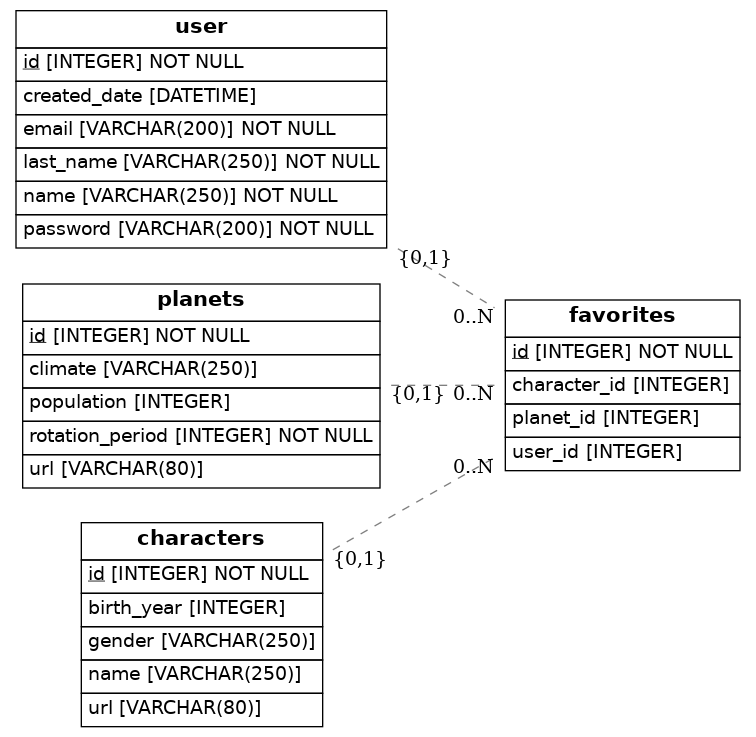 user
id [INTEGER] NOT NULL
created_date [DATETIME]
email [VARCHAR(200)] NOT NULL
last_name [VARCHAR(250)] NOT NULL
name [VARCHAR(250)] NOT NULL
password [VARCHAR(200)] NOT NULL
{0,1}
0..N
planets
id [INTEGER] NOT NULL
climate [VARCHAR(250)]
population [INTEGER]
rotation_period [INTEGER] NOT NULL
url [VARCHAR(80)]
{0,1} 0..N
favorites
id [INTEGER] NOT NULL
character_id [INTEGER]
planet_id [INTEGER]
user_id [INTEGER]
0..N
{0,1}
characters
id [INTEGER] NOT NULL
birth_year [INTEGER]
gender [VARCHAR(250)]
name [VARCHAR(250)]
url [VARCHAR(80)]